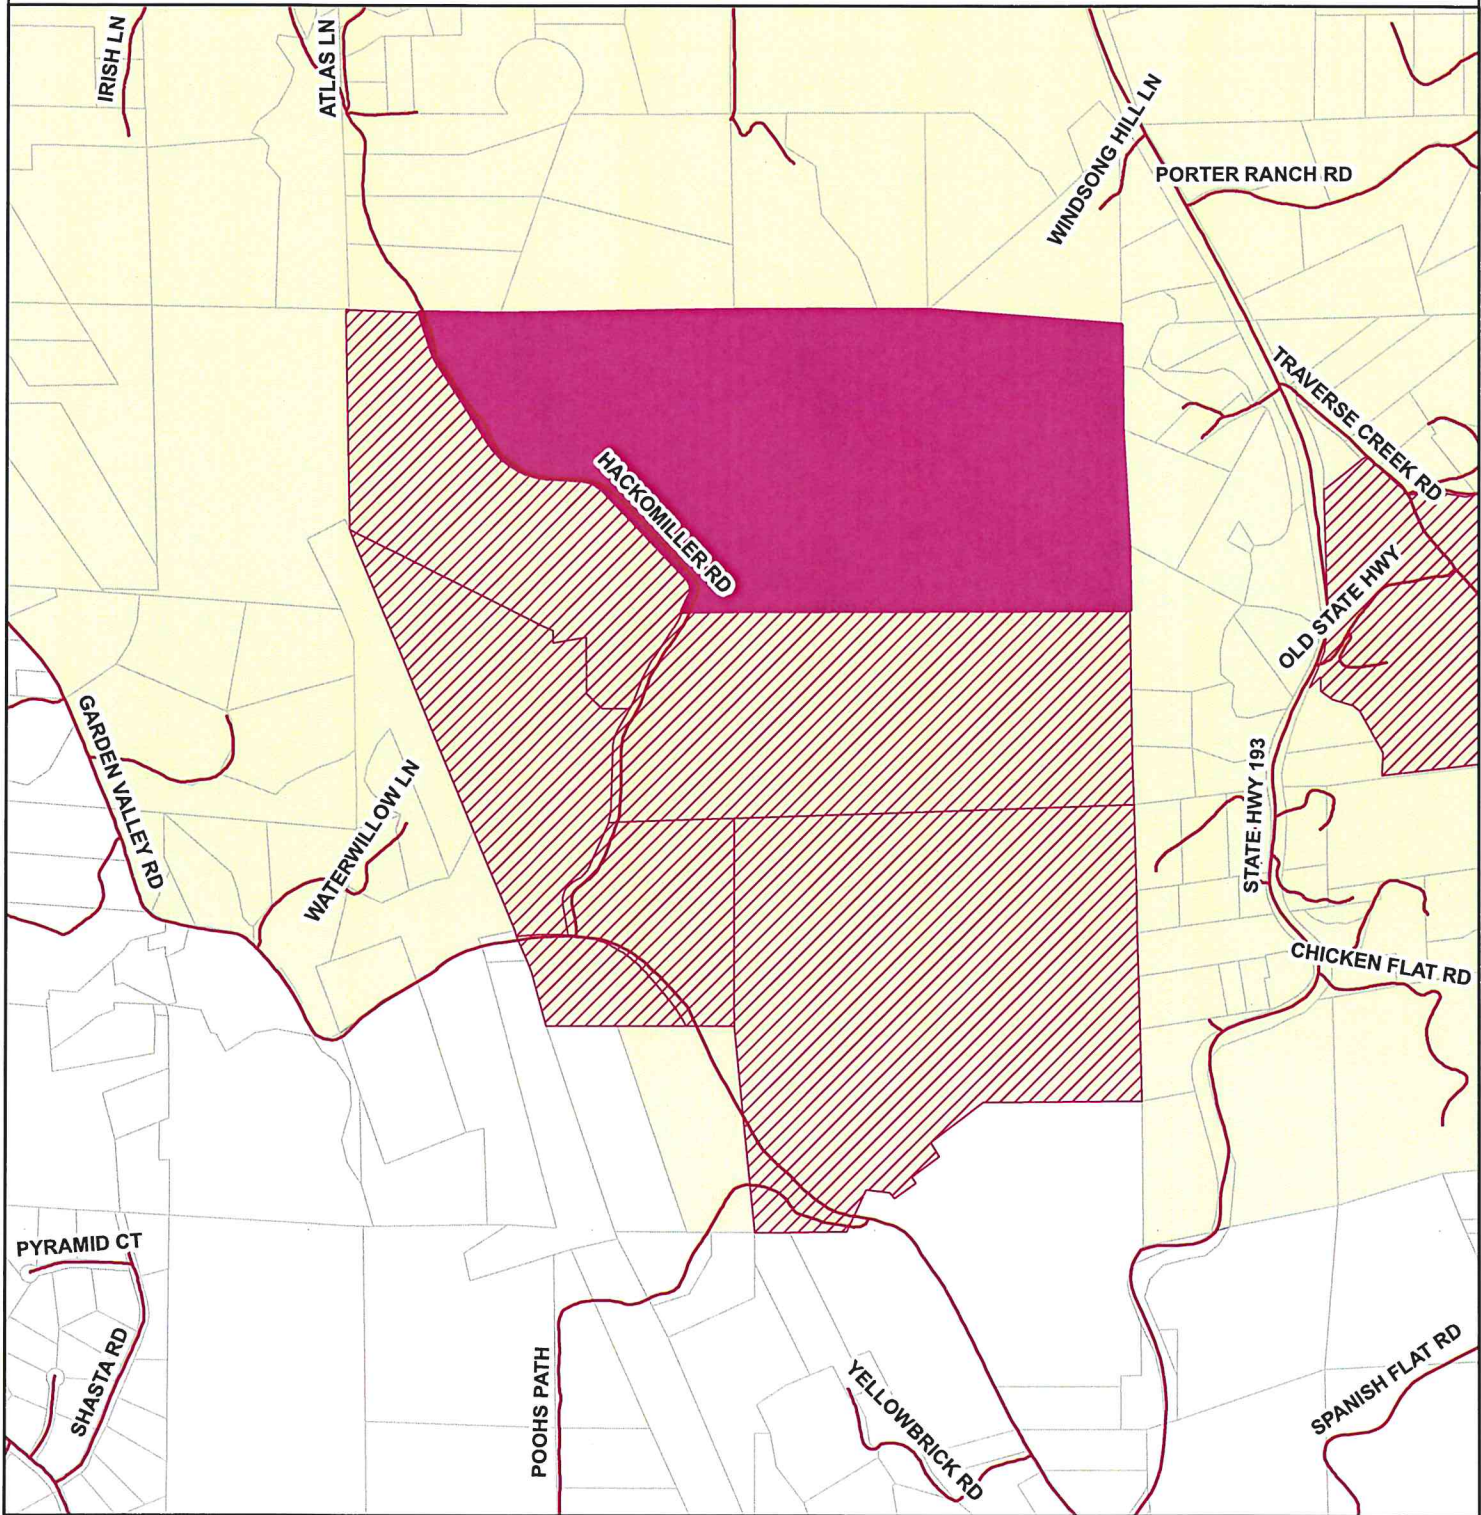 IRISH LN
ATLAS LN
WINDSONG HILL LN
PORTER RANCH RD
TRAVERSE CREEK RD
HACKOMILLER RD
OLD STATE HWY
GARDEN VALLEY RD
WATERWILLOW LN
STATE HWY 193
CHICKEN FLAT RD
PYRAMID CT
SHASTA RD
POOHS PATH
YELLOWBRICK RD
SPANISH FLAT RD